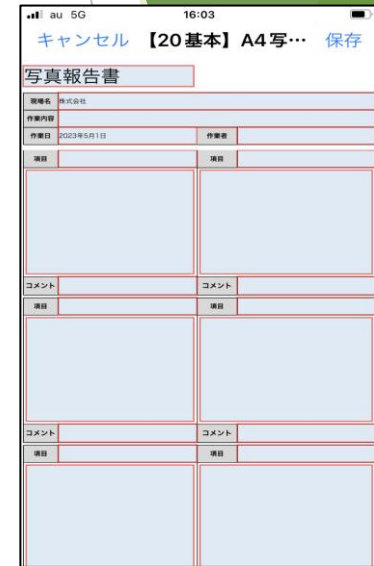 au 5G 16:03
キャンセル 【20基本】A4写… 保存
写真報告書
現場名 株式会社
作業内容
作業日 2023年5月1日 作業者
項目 項目
コメント コメント
項目 項目
コメント コメント
項目 項目